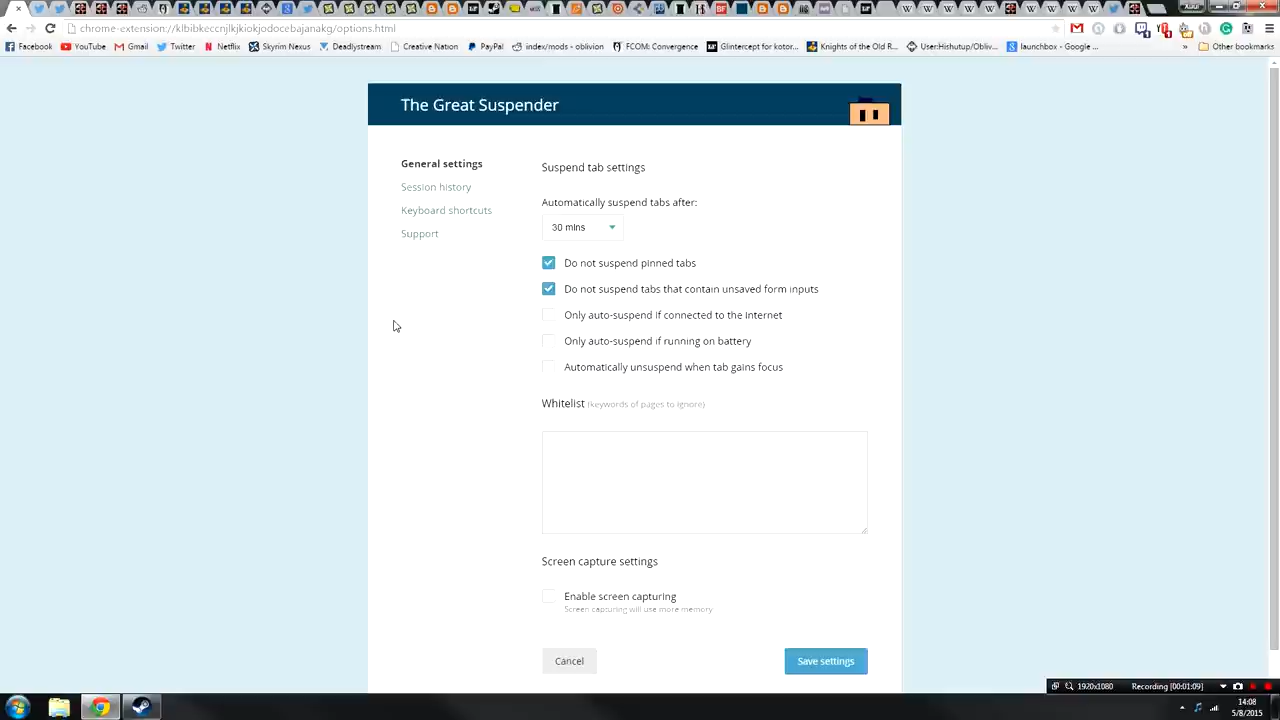 chrome-extension://klbibkeccnjlkjkiokjodocebajanakg/options.html
Facebook YouTube Gmail Twitter Netflix Skyrim Nexus Deadlystream Creative Nation PayPal index/mods - oblivion FCOM: Convergence Glintercept for kotor... Knights of the Old R... User:Hishutup/Obliv... launchbox - Google ... » Other bookmarks
The Great Suspender
General settings
Session history
Keyboard shortcuts
Support
Suspend tab settings
Automatically suspend tabs after:
30 mins
Do not suspend pinned tabs
Do not suspend tabs that contain unsaved form inputs
Only auto-suspend if connected to the internet
Only auto-suspend if running on battery
Automatically unsuspend when tab gains focus
Whitelist (keywords of pages to ignore)
Screen capture settings
Enable screen capturing
Screen capturing will use more memory
Cancel
Save settings
1920x1080 Recording [00:01:09]
14:08
5/8/2015